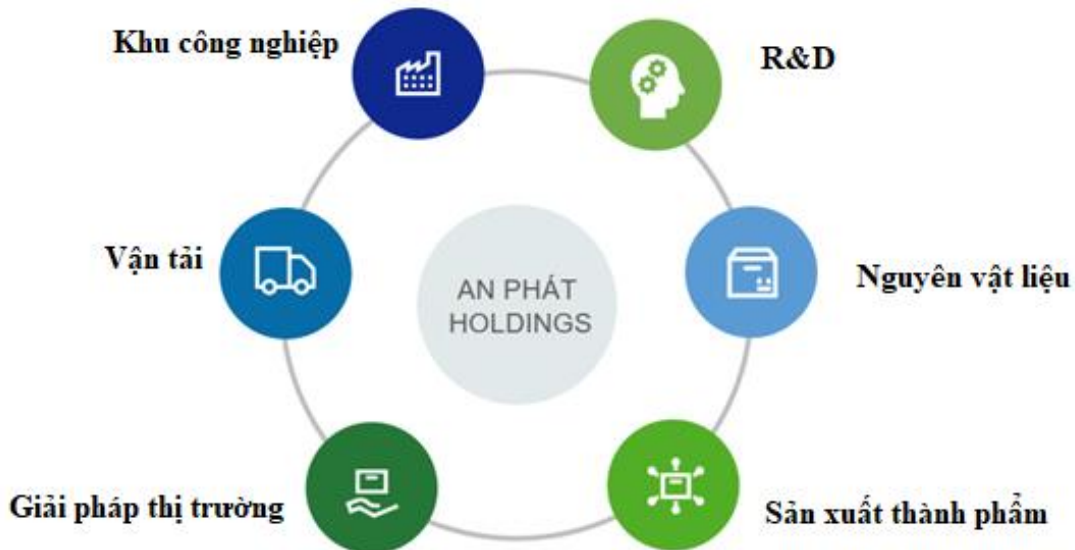 Khu công nghiệp
R&D
Vận tải
AN PHÁT
HOLDINGS
Nguyên vật liệu
Giải pháp thị trường
Sản xuất thành phẩm